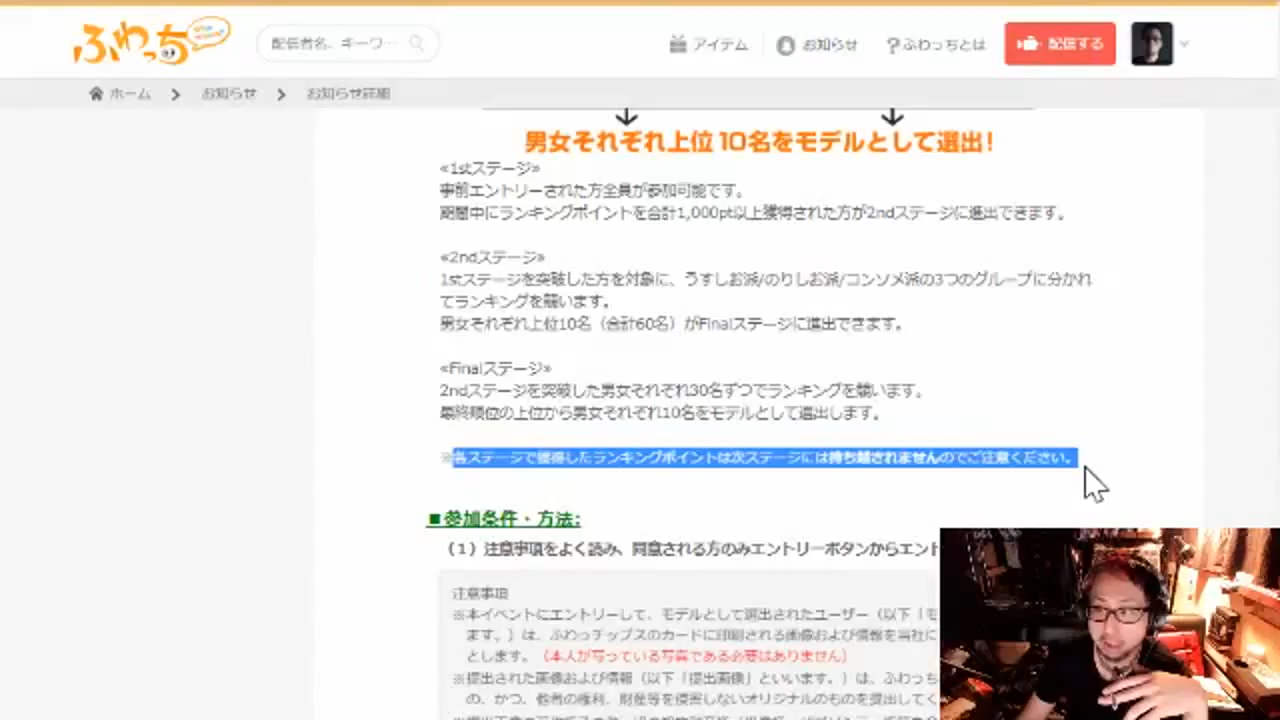 ふわっち
配信者名、キーワ…
アイテム
お知らせ
?ふわっちとは
配信する
ホーム > お知らせ > お知らせ詳細
男女それぞれ上位10名をモデルとして選出!
≪1stステージ≫
事前エントリーされた方全員が参加可能です。
期間中にランキングポイントを合計1,000pt以上獲得された方が2ndステージに進出できます。
≪2ndステージ≫
1stステージを突破した方を対象に、うすしお派/のりしお派/コンソメ派の3つのグループに分かれ
てランキングを競います。
男女それぞれ上位10名（合計60名）がFinalステージに進出できます。
≪Finalステージ≫
2ndステージを突破した男女それぞれ30名ずつでランキングを競います。
最終順位の上位から男女それぞれ10名をモデルとして選出します。
※各ステージで獲得したランキングポイントは次ステージには持ち越されませんのでご注意ください。
■参加条件・方法:
（1）注意事項をよく読み、同意される方のみエントリーボタンからエント
注意事項
※本イベントにエントリーして、モデルとして選出されたユーザー（以下「モ
ます。）は、ふわっチップスのカードに印刷される画像および情報を当社に
とします。（本人が写っている写真である必要はありません）
※提出された画像および情報（以下「提出画像」といいます。）は、ふわっち
の、かつ、他者の権利、財産等を侵害しないオリジナルのものを提出してく